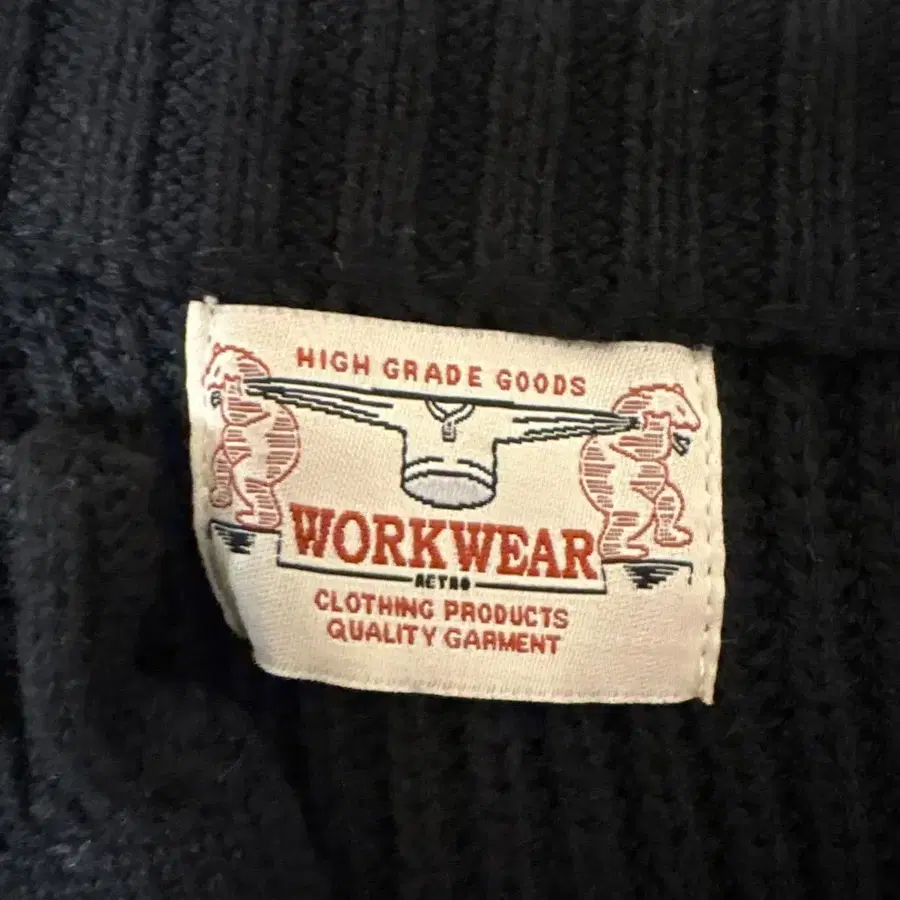 HIGH GRADE GOODS
WORKWEAR
RETRO
CLOTHING PRODUCTS
QUALITY GARMENT